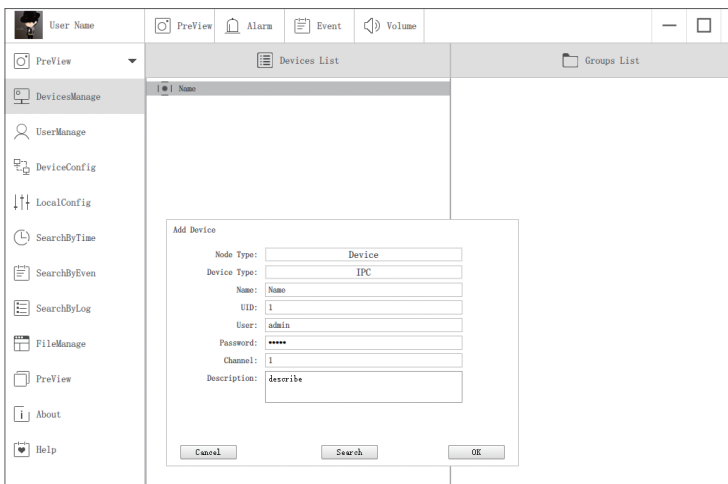 User Name
PreView
Alarm
Event
Volume
PreView
Devices List
Groups List
DevicesManage
Name
UserManage
DeviceConfig
LocalConfig
SearchByTime
SearchByEven
SearchByLog
FileManage
PreView
About
Help
Add Device
Node Type: Device
Device Type: IPC
Name: Name
UID: 1
User: admin
Password: •••••
Channel: 1
Description: describe
Cancel
Search
OK